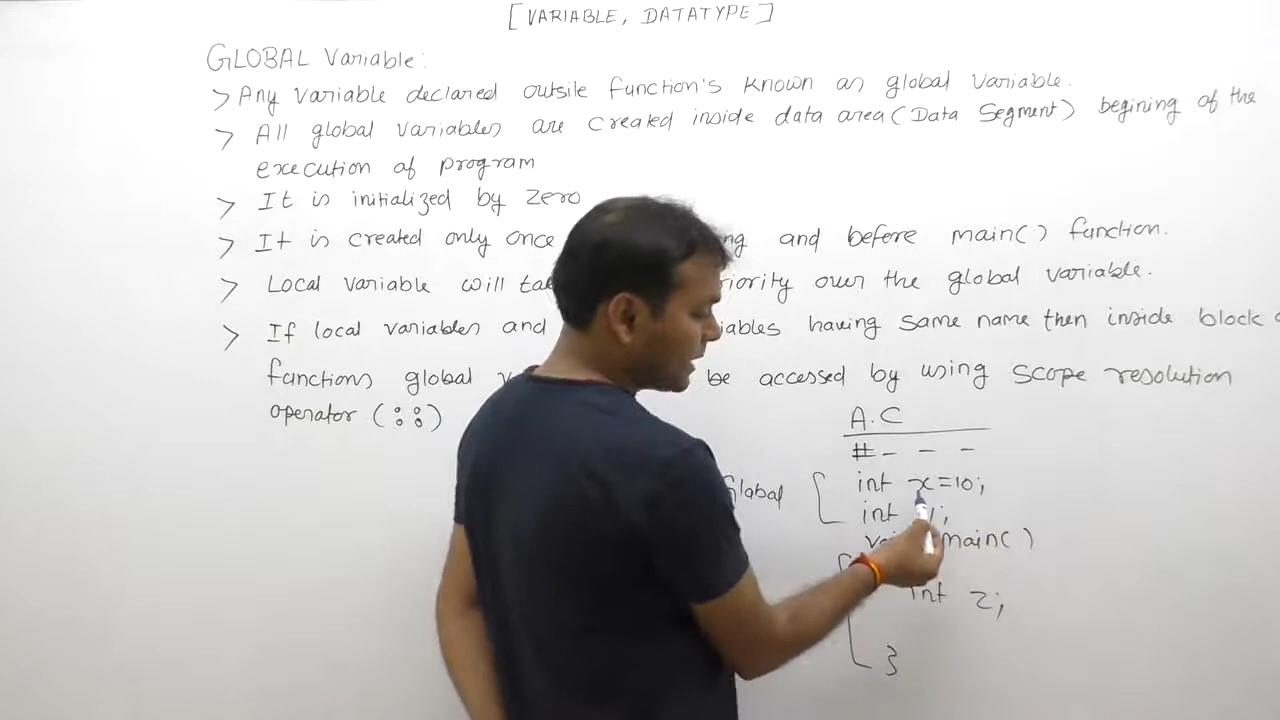 [VARIABLE, DATATYPE]
GLOBAL Variable:
> Any variable declared outsile function's known as global variable.
> All global variables are created inside data area (Data Segment) begining of the
execution of program
> It is initialized by zero
> It is created only once and before main() function.
> Local variable will over the global variable.
> If local variables and having same name then inside block
functions global be accessed by using scope resolution
operator (::)
A.C
#- - -
Global int x=10;
int
main()
int z;
}